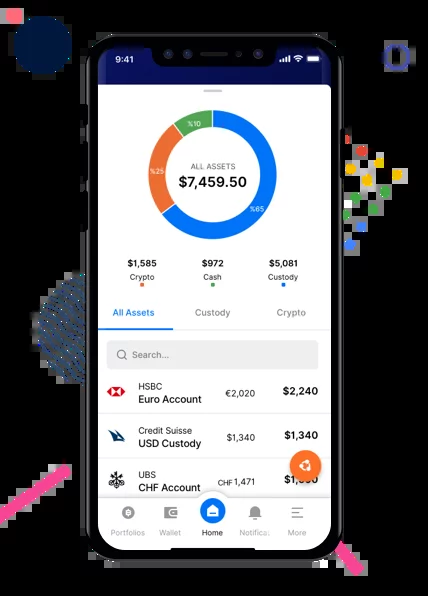 9:41
%10
%25
ALL ASSETS
$7,459.50
%65
$1,585 $972 $5,081
Crypto Cash Custody
All Assets Custody Crypto
Search...
HSBC
Euro Account €2,020 $2,240
Credit Suisse
USD Custody $1,340 $1,340
UBS
CHF Account CHF 1,471
Portfolios Wallet Home More